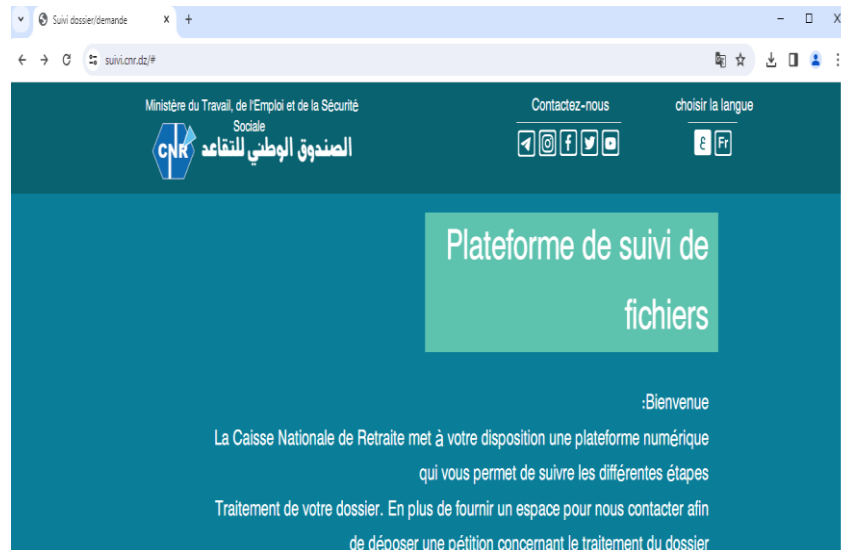 Suivi dossier/demande
suivi.cnr.dz/#
Ministère du Travail, de l'Emploi et de la Sécurité
Sociale
CNR
الصندوق الوطني للتقاعد
Contactez-nous
choisir la langue
ع Fr
Plateforme de suivi de
fichiers
:Bienvenue
La Caisse Nationale de Retraite met à votre disposition une plateforme numérique
qui vous permet de suivre les différentes étapes
Traitement de votre dossier. En plus de fournir un espace pour nous contacter afin
de déposer une pétition concernant le traitement du dossier